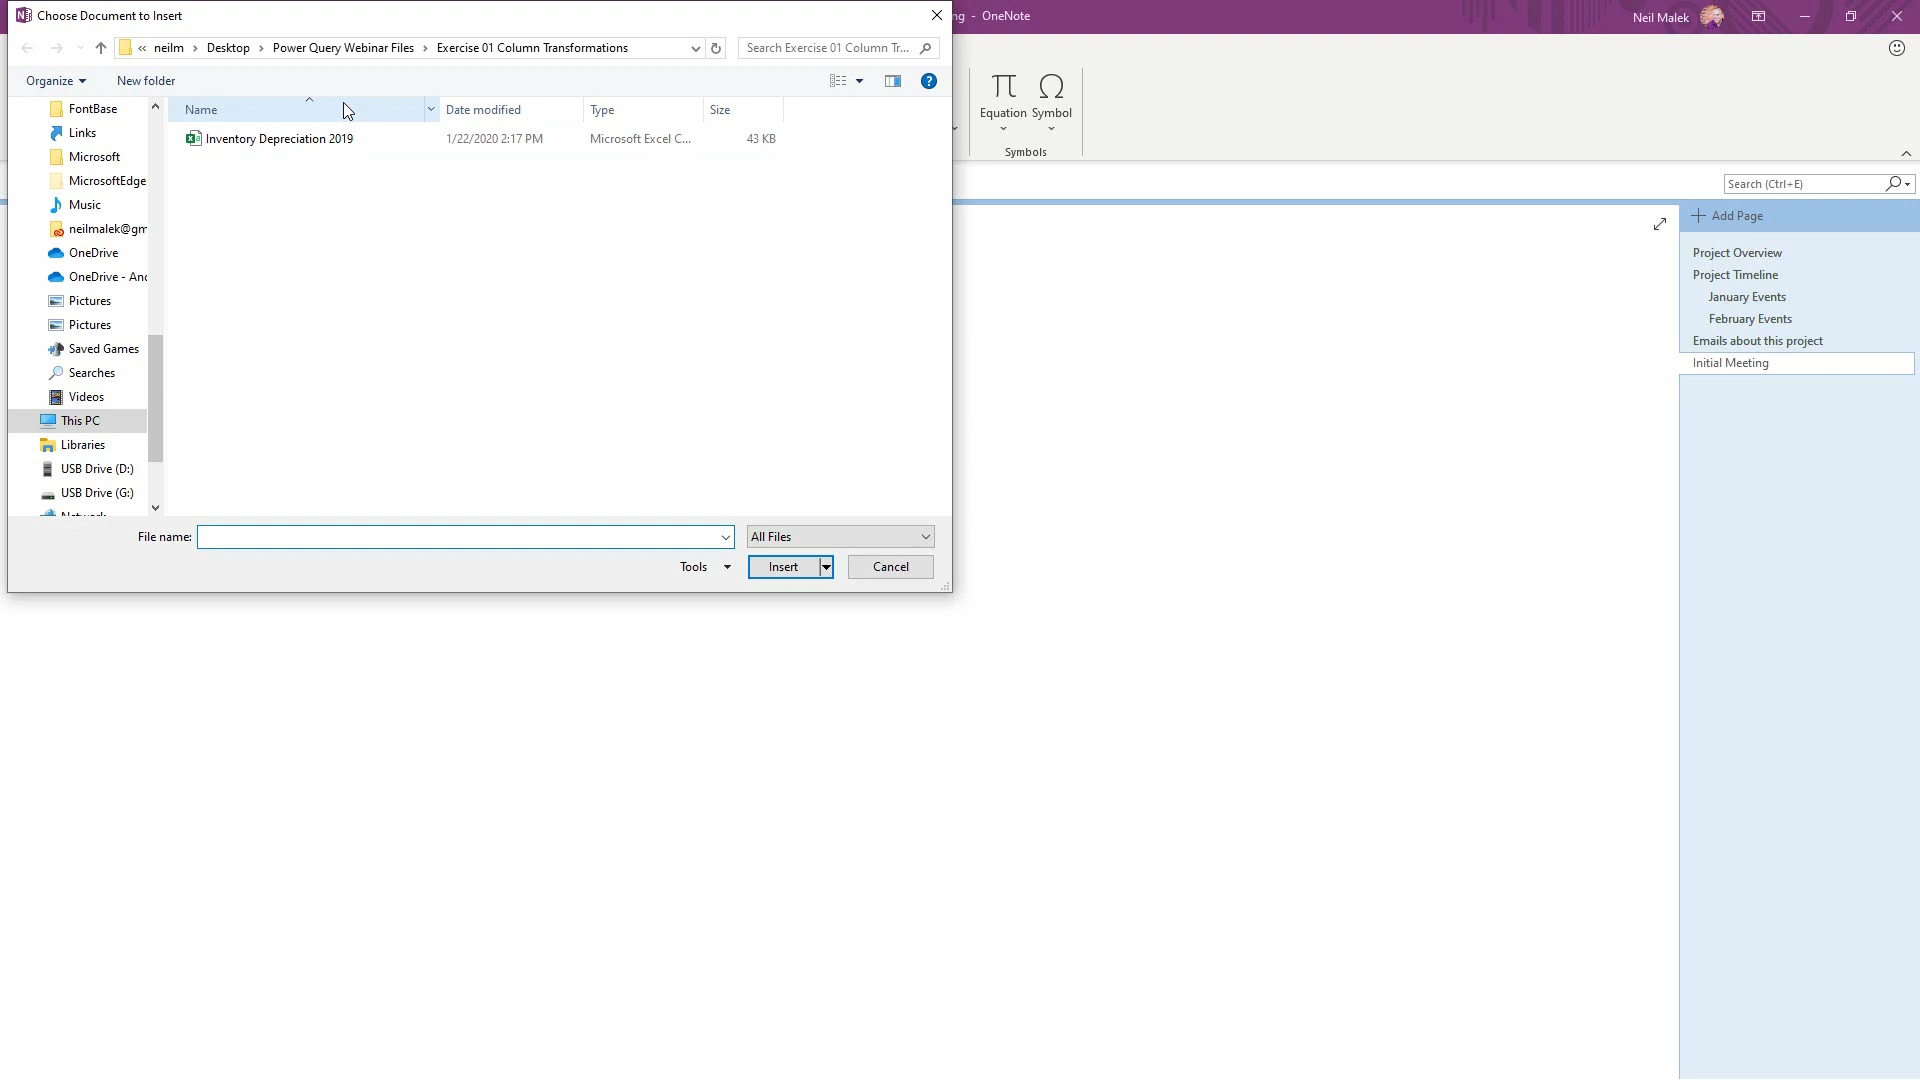 Choose Document to Insert
ng - OneNote
Neil Malek
« neilm > Desktop > Power Query Webinar Files > Exercise 01 Column Transformations
Search Exercise 01 Column Tr...
Organize
New folder
Name
Date modified
Type
Size
Inventory Depreciation 2019
1/22/2020 2:17 PM
Microsoft Excel C...
43 KB
FontBase
Links
Microsoft
MicrosoftEdge
Music
neilmalek@gm
OneDrive
OneDrive - Anc
Pictures
Pictures
Saved Games
Searches
Videos
This PC
Libraries
USB Drive (D:)
USB Drive (G:)
Network
File name:
All Files
Tools
Insert
Cancel
π Ω
Equation Symbol
Symbols
Search (Ctrl+E)
Add Page
Project Overview
Project Timeline
January Events
February Events
Emails about this project
Initial Meeting